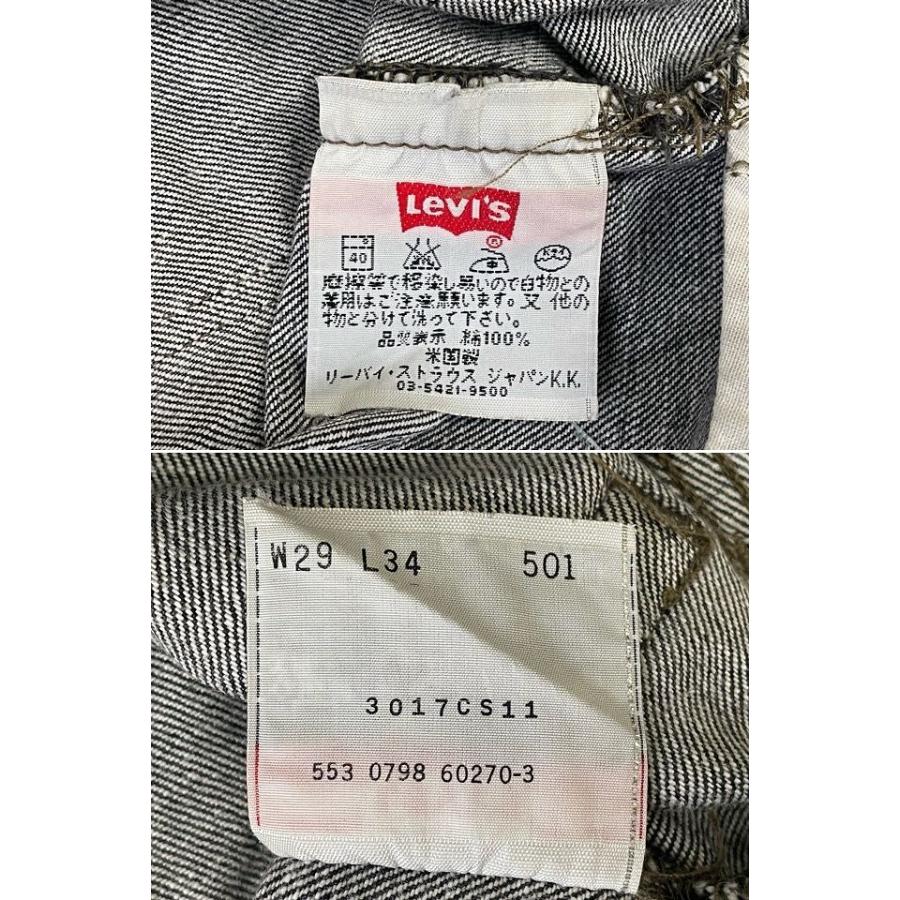 Levi's
®
40
ドライ
摩擦等で移染し易いので白物との
着用はご注意願います。又 他の
物と分けて洗って下さい。
品質表示 綿100%
米国製
リーバイ・ストラウス ジャパンK.K.
03-5421-9500
W29 L34 501
3017CS11
553 0798 60270-3